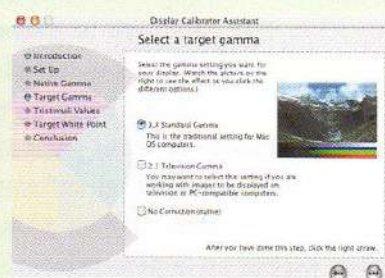 Display Calibrator Assistant
Select a target gamma
Introduction
Set Up
Native Gamma
Target Gamma
Tristimuli Values
Target White Point
Conclusion
Select the gamma setting you want for
your display. Watch the picture on the
right to see the effect as you click the
different options.
Standard Gamma
This is the traditional setting for Mac
OS computers.
Television Gamma
You may want to select this setting if you are
working with images to be displayed on
television or PC-compatible computers.
No Correction (native)
After you have done this step, click the right arrow.